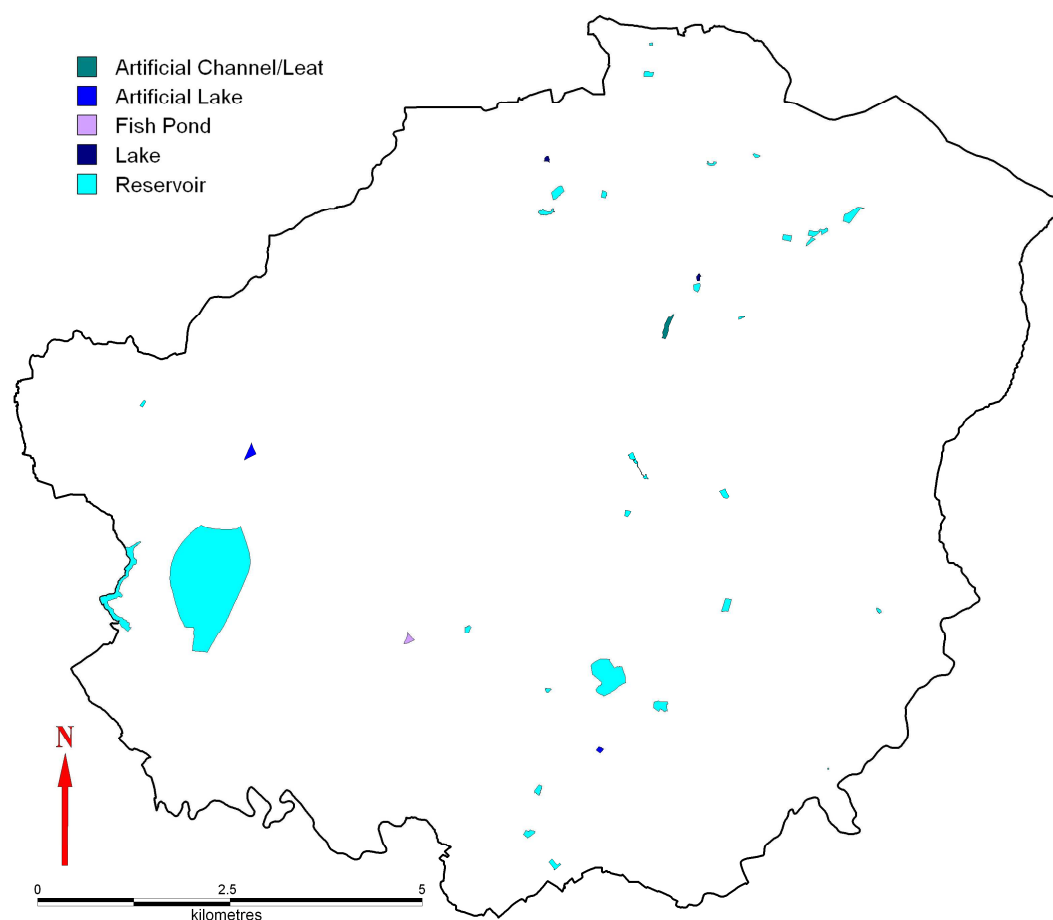 Artificial Channel/Leat
Artificial Lake
Fish Pond
Lake
Reservoir
N
0 2.5 5
kilometres